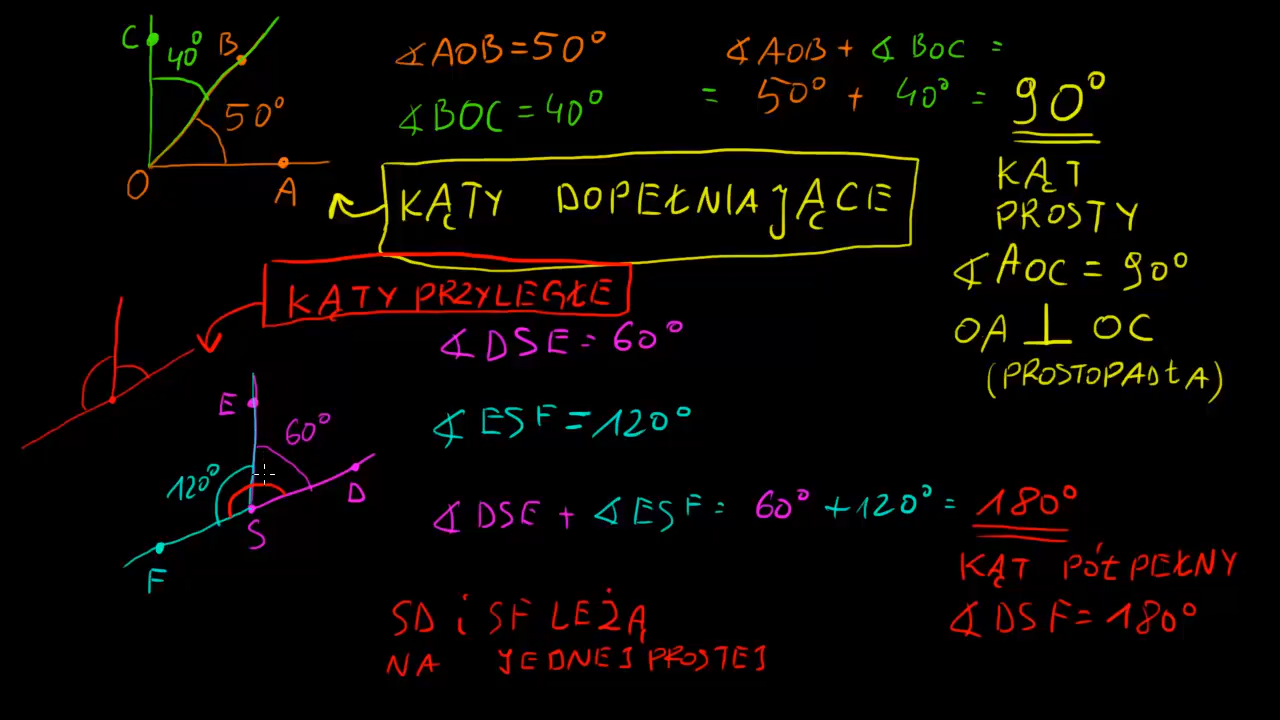 C
40°
B
50°
O
A
∢AOB = 50°
∢BOC = 40°
∢AOB + ∢BOC =
= 50° + 40° = 90°
KĄT
PROSTY
∢AOC = 90°
OA ⊥ OC
(PROSTOPADŁA)
KĄTY DOPEŁNIAJĄCE
KĄTY PRZYLEGŁE
∢DSE = 60°
∢ESF = 120°
E
60°
120°
D
S
F
∢DSE + ∢ESF = 60° + 120° = 180°
KĄT PÓŁPEŁNY
∢DSF = 180°
SD i SF LEŻĄ
NA JEDNEJ PROSTEJ